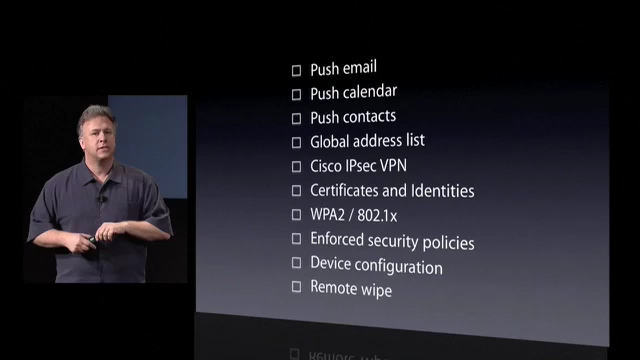 Push email
Push calendar
Push contacts
Global address list
Cisco IPsec VPN
Certificates and Identities
WPA2 / 802.1x
Enforced security policies
Device configuration
Remote wipe